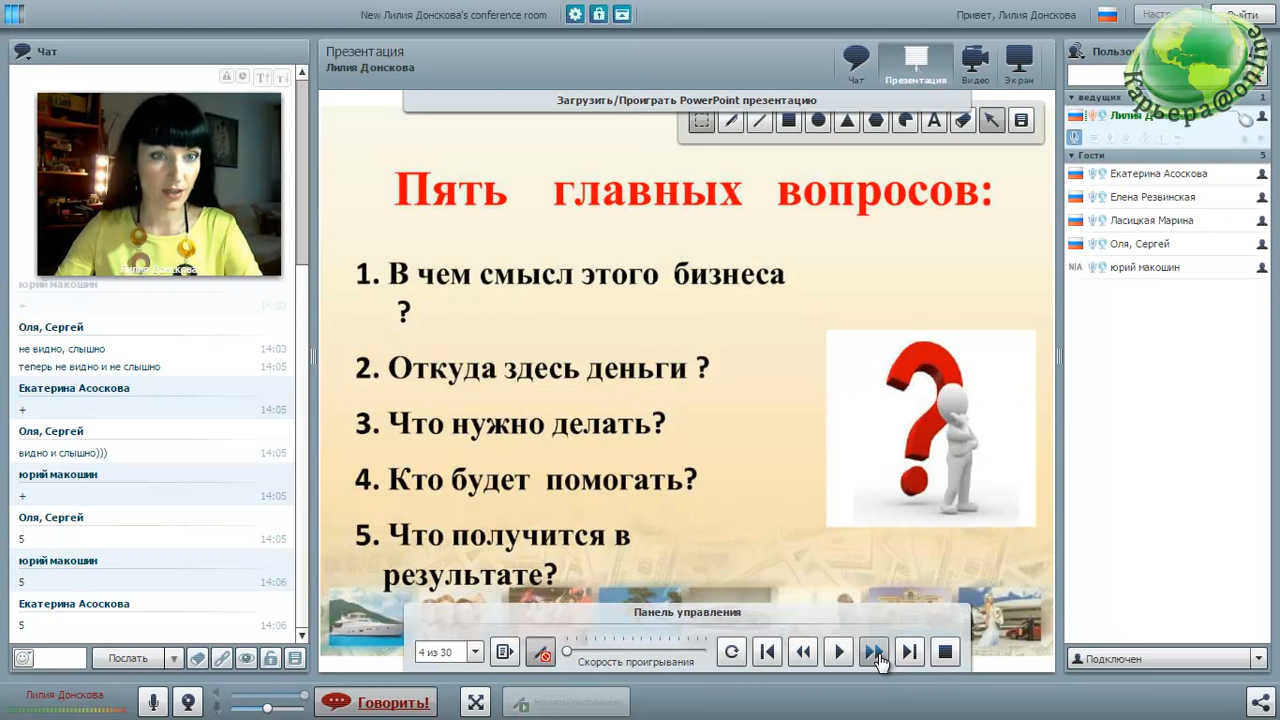 New Лилия Донскова's conference room
Привет, Лилия Донскова
Выйти
Чат
Лилия Донскова
юрий макошин
+ 14:03
Оля, Сергей
не видно, слышно 14:03
теперь не видно и не слышно 14:05
Екатерина Асоскова
+ 14:05
Оля, Сергей
видно и слышно))) 14:05
юрий макошин
+ 14:05
Оля, Сергей
5 14:05
юрий макошин
5 14:06
Екатерина Асоскова
5 14:06
Послать
Презентация
Лилия Донскова
Чат
Презентация
Видео
Экран
Загрузить/Проиграть PowerPoint презентацию
Пять главных вопросов:
1. В чем смысл этого бизнеса
?
2. Откуда здесь деньги ?
3. Что нужно делать?
4. Кто будет помогать?
5. Что получится в
результате?
Панель управления
4 из 30
Скорость проигрывания
Карьера@online
ведущих 1
Гости 5
Екатерина Асоскова
Елена Резвинская
Ласицкая Марина
Оля, Сергей
N/A юрий макошин
Подключен
Лилия Донскова
Говорить!